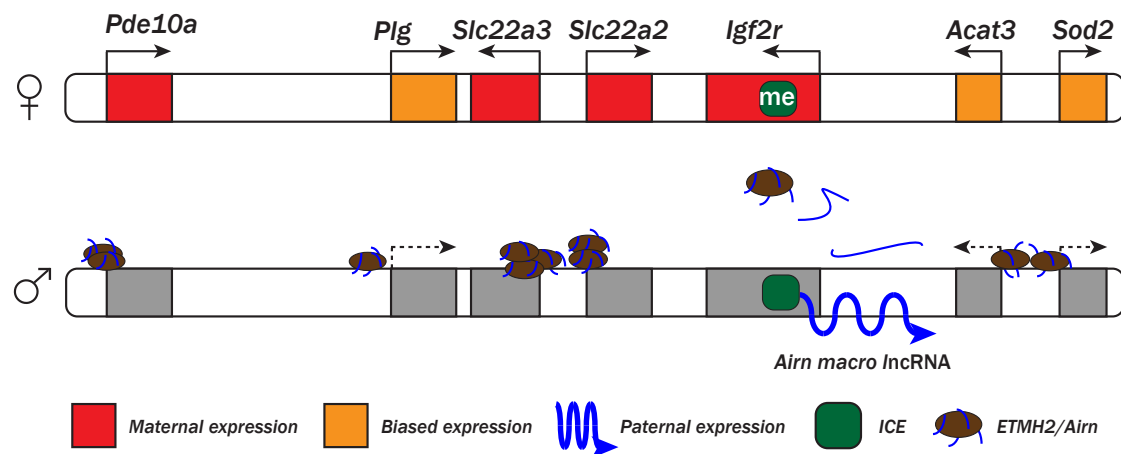 Pde10a
Plg
Slc22a3
Slc22a2
Igf2r
Acat3
Sod2
♀
me
♂
Airn macro lncRNA
Maternal expression
Biased expression
Paternal expression
ICE
ETMH2/Airn